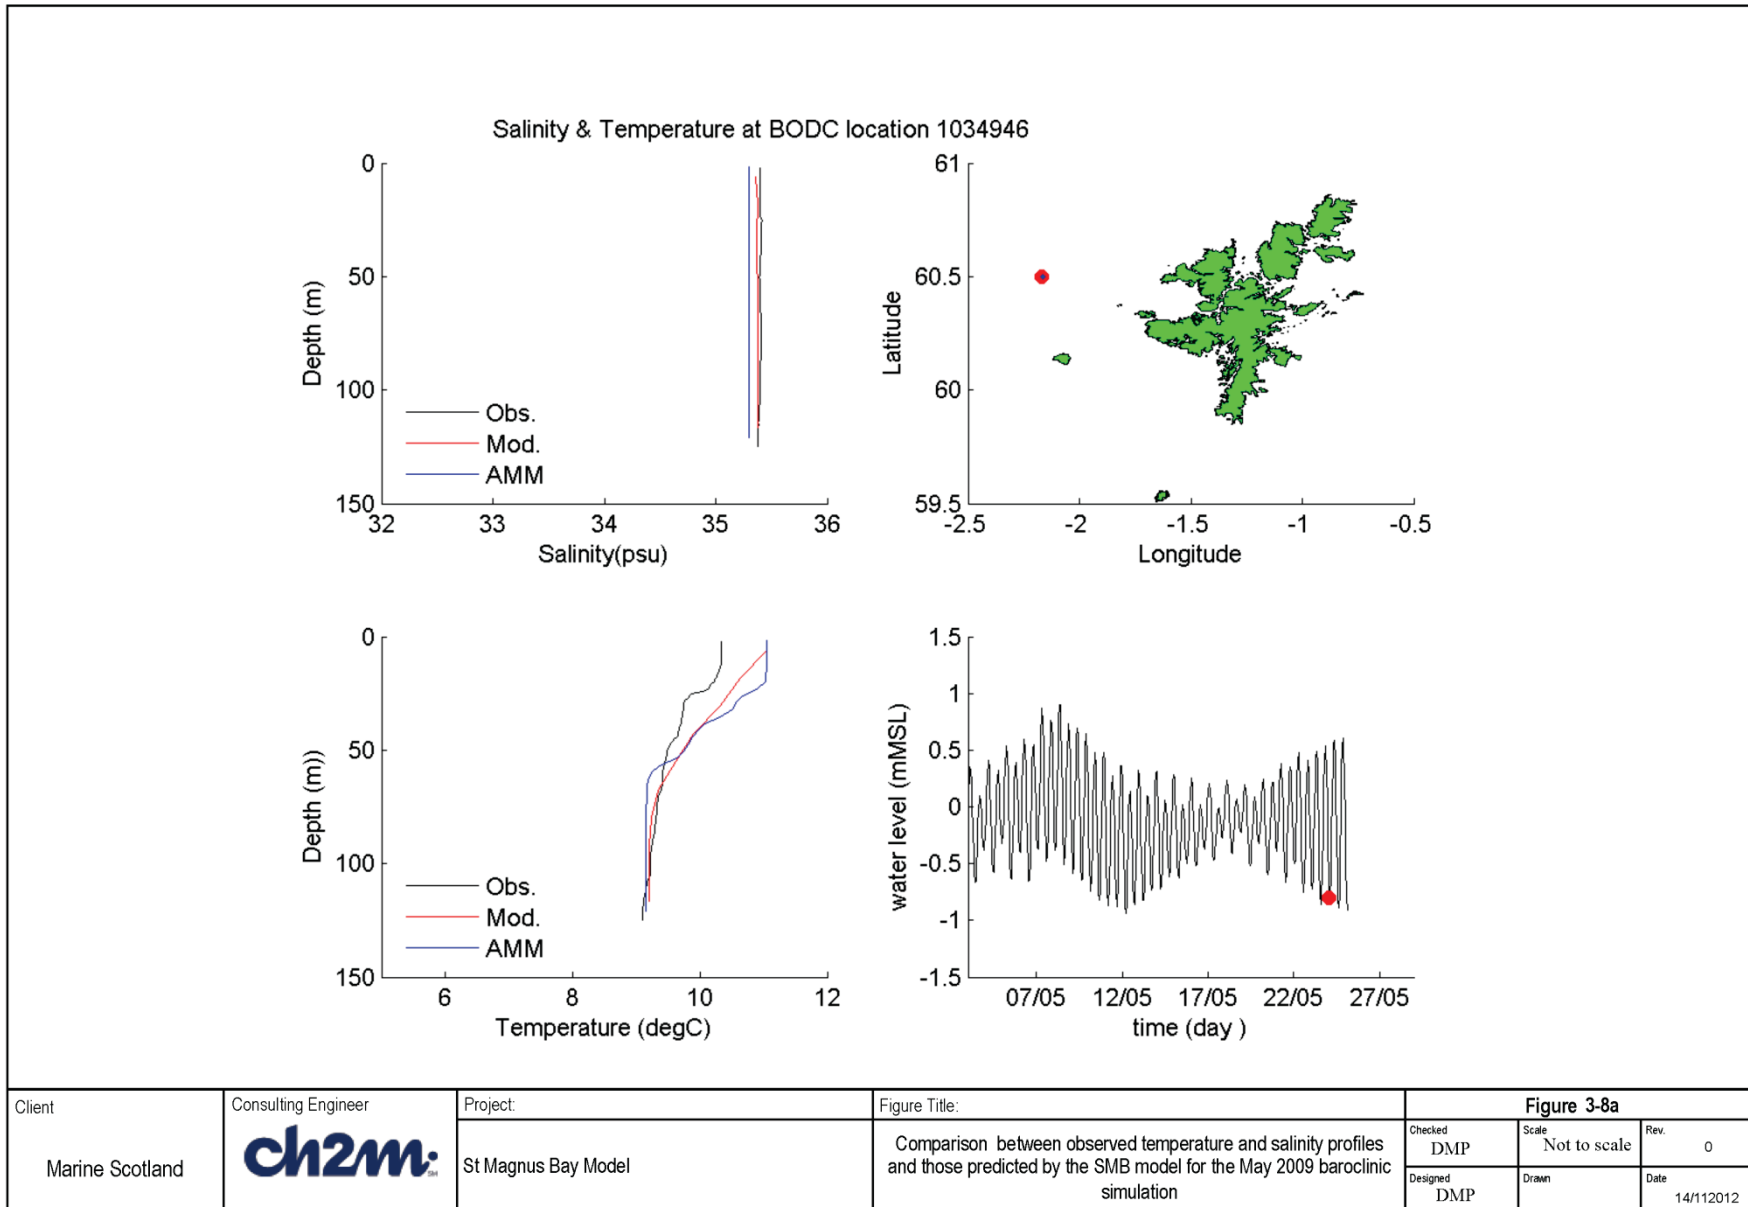 Salinity & Temperature at BODC location 1034946
0
50
100
150
Depth (m)
Obs.
Mod.
AMM
32
33
34
35
36
Salinity(psu)
61
60.5
60
59.5
Latitude
-2.5
-2
-1.5
-1
-0.5
Longitude
0
50
100
150
Depth (m))
Obs.
Mod.
AMM
6
8
10
12
Temperature (degC)
1.5
1
0.5
0
-0.5
-1
-1.5
water level (mMSL)
07/05
12/05
17/05
22/05
27/05
time (day )
Client
Marine Scotland
Consulting Engineer
ch2m:
SM
Project:
St Magnus Bay Model
Figure Title:
Comparison between observed temperature and salinity profiles
and those predicted by the SMB model for the May 2009 baroclinic
simulation
Figure 3-8a
Checked
DMP
Scale
Not to scale
Rev.
0
Designed
DMP
Drawn
Date
14/112012